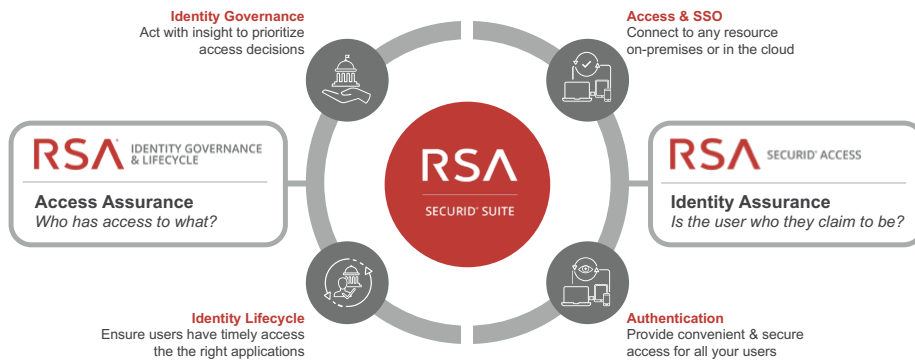 Identity Governance
Act with insight to prioritize
access decisions
Access & SSO
Connect to any resource
on-premises or in the cloud
RSA® IDENTITY GOVERNANCE
& LIFECYCLE
Access Assurance
Who has access to what?
RSA
SECURID® SUITE
RSA SECURID® ACCESS
Identity Assurance
Is the user who they claim to be?
Identity Lifecycle
Ensure users have timely access
the the right applications
Authentication
Provide convenient & secure
access for all your users